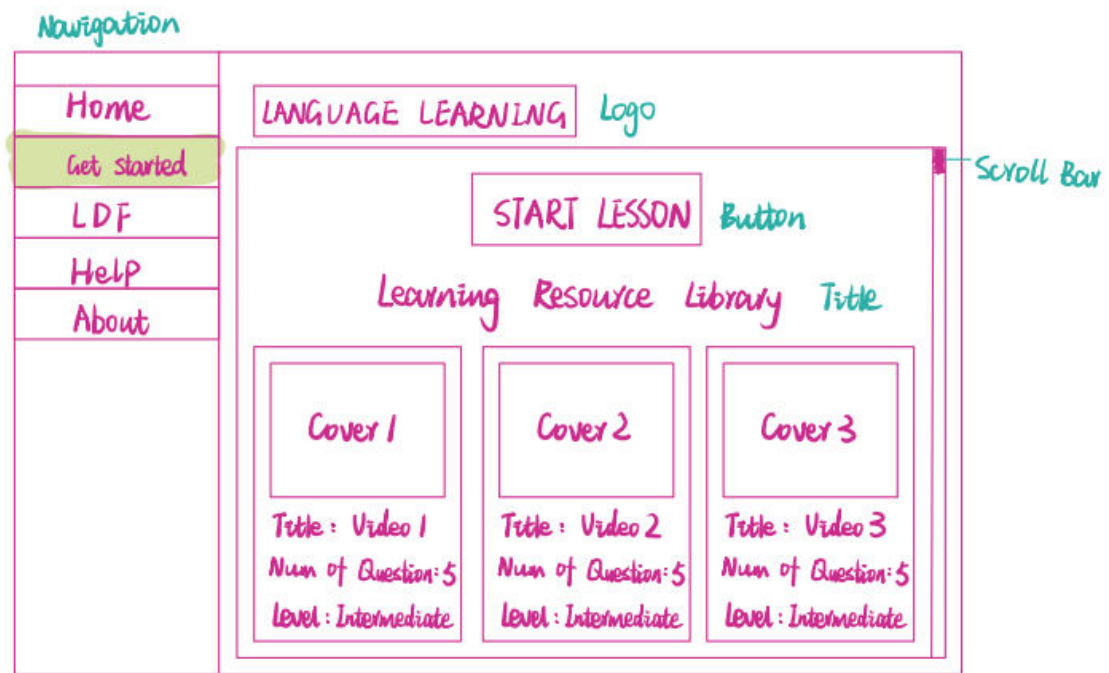 Navigation
Home
Get started
LDF
Help
About
LANGUAGE LEARNING Logo
Scroll Bar
START LESSON Button
Learning Resource Library Title
Cover 1
Title: Video 1
Num of Question: 5
Level: Intermediate
Cover 2
Title: Video 2
Num of Question: 5
Level: Intermediate
Cover 3
Title: Video 3
Num of Question: 5
Level: Intermediate